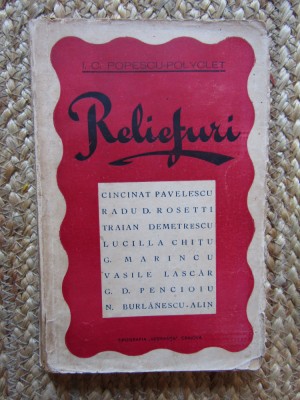 I. C. POPESCU-POLYCLET
Reliefuri
CINCINAT PAVELESCU
RADU D. ROSETTI
TRAIAN DEMETRESCU
LUCILLA CHIȚU
G. MARINCU
VASILE LASCĂR
G. D. PENCIOIU
N. BURLĂNESCU-ALIN